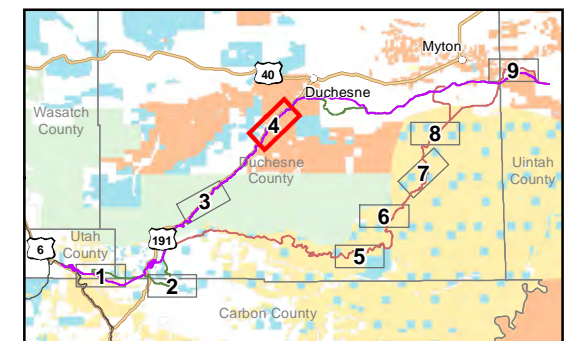 Myton
40
9
Duchesne
Wasatch
County
4
8
Duchesne
County
Uintah
County
7
3
6
191
Utah
County
6
5
1
2
Carbon County